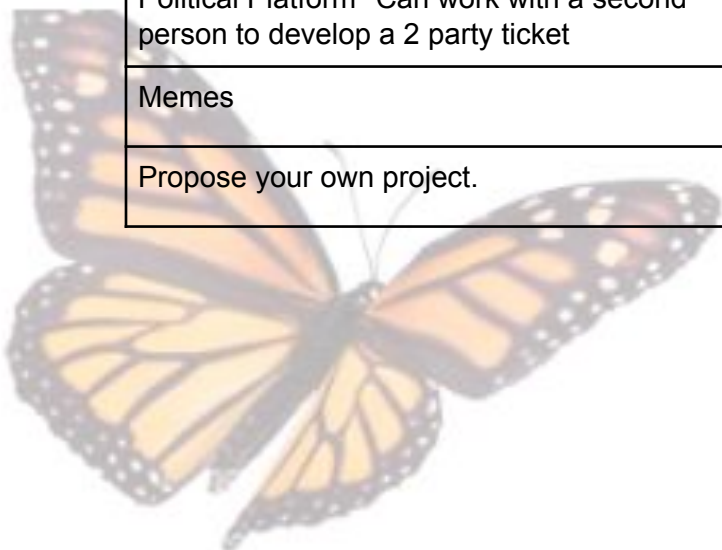 Political Platform "Can work with a second
person to develop a 2 party ticket
Memes
Propose your own project.